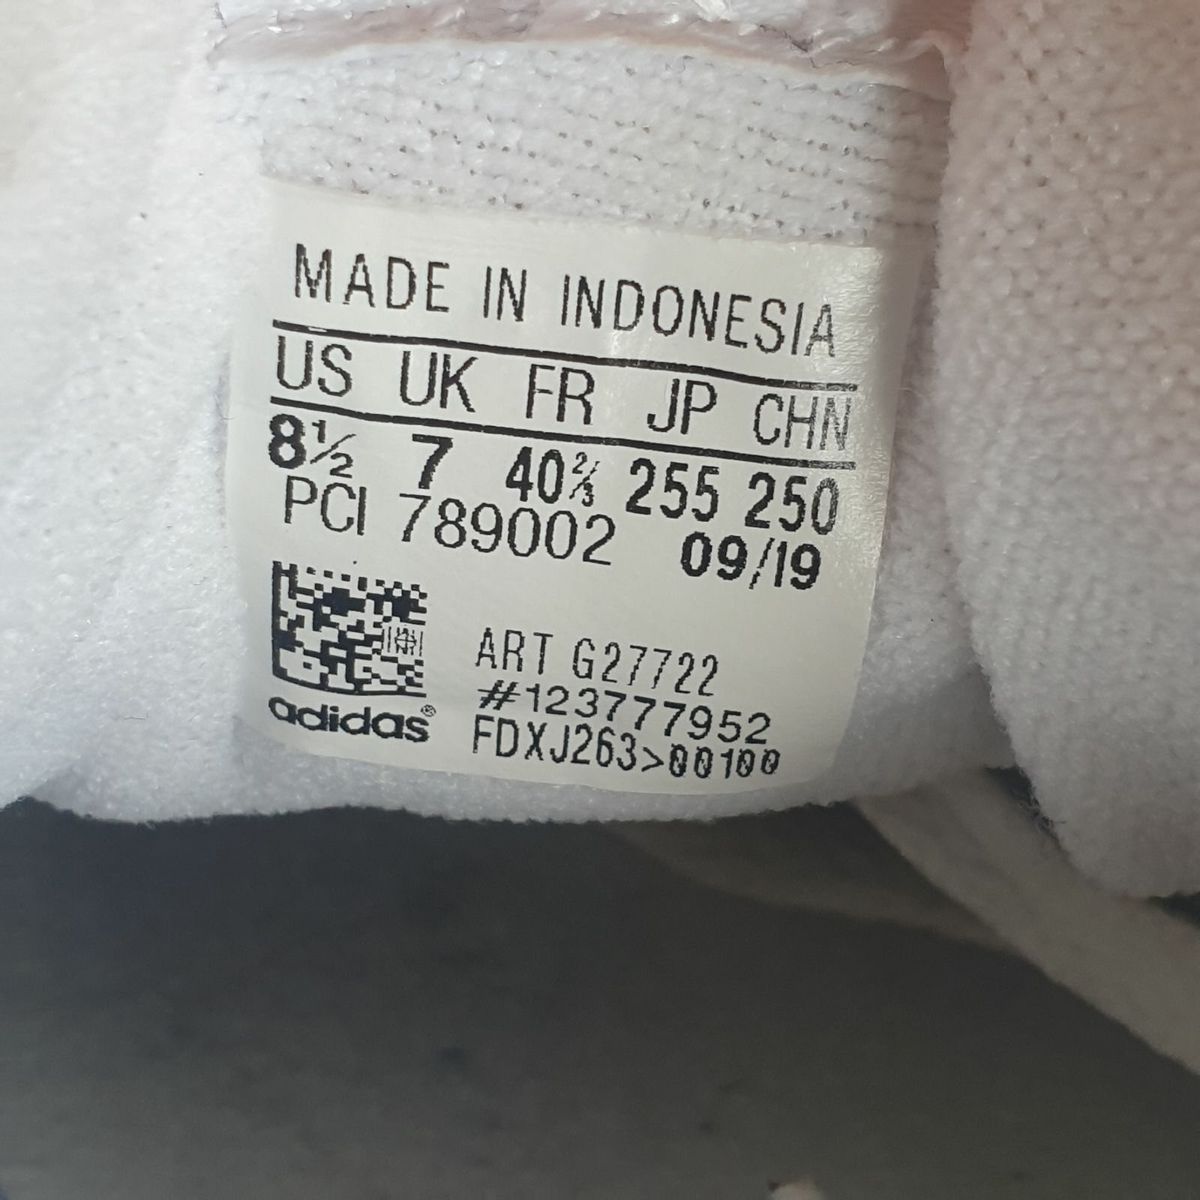 MADE IN INDONESIA
US UK FR JP CHN
8½ 7 40⅔ 255 250
PCI 789002 09/19
ART G27722
#123777952
adidas® FDXJ263>00100